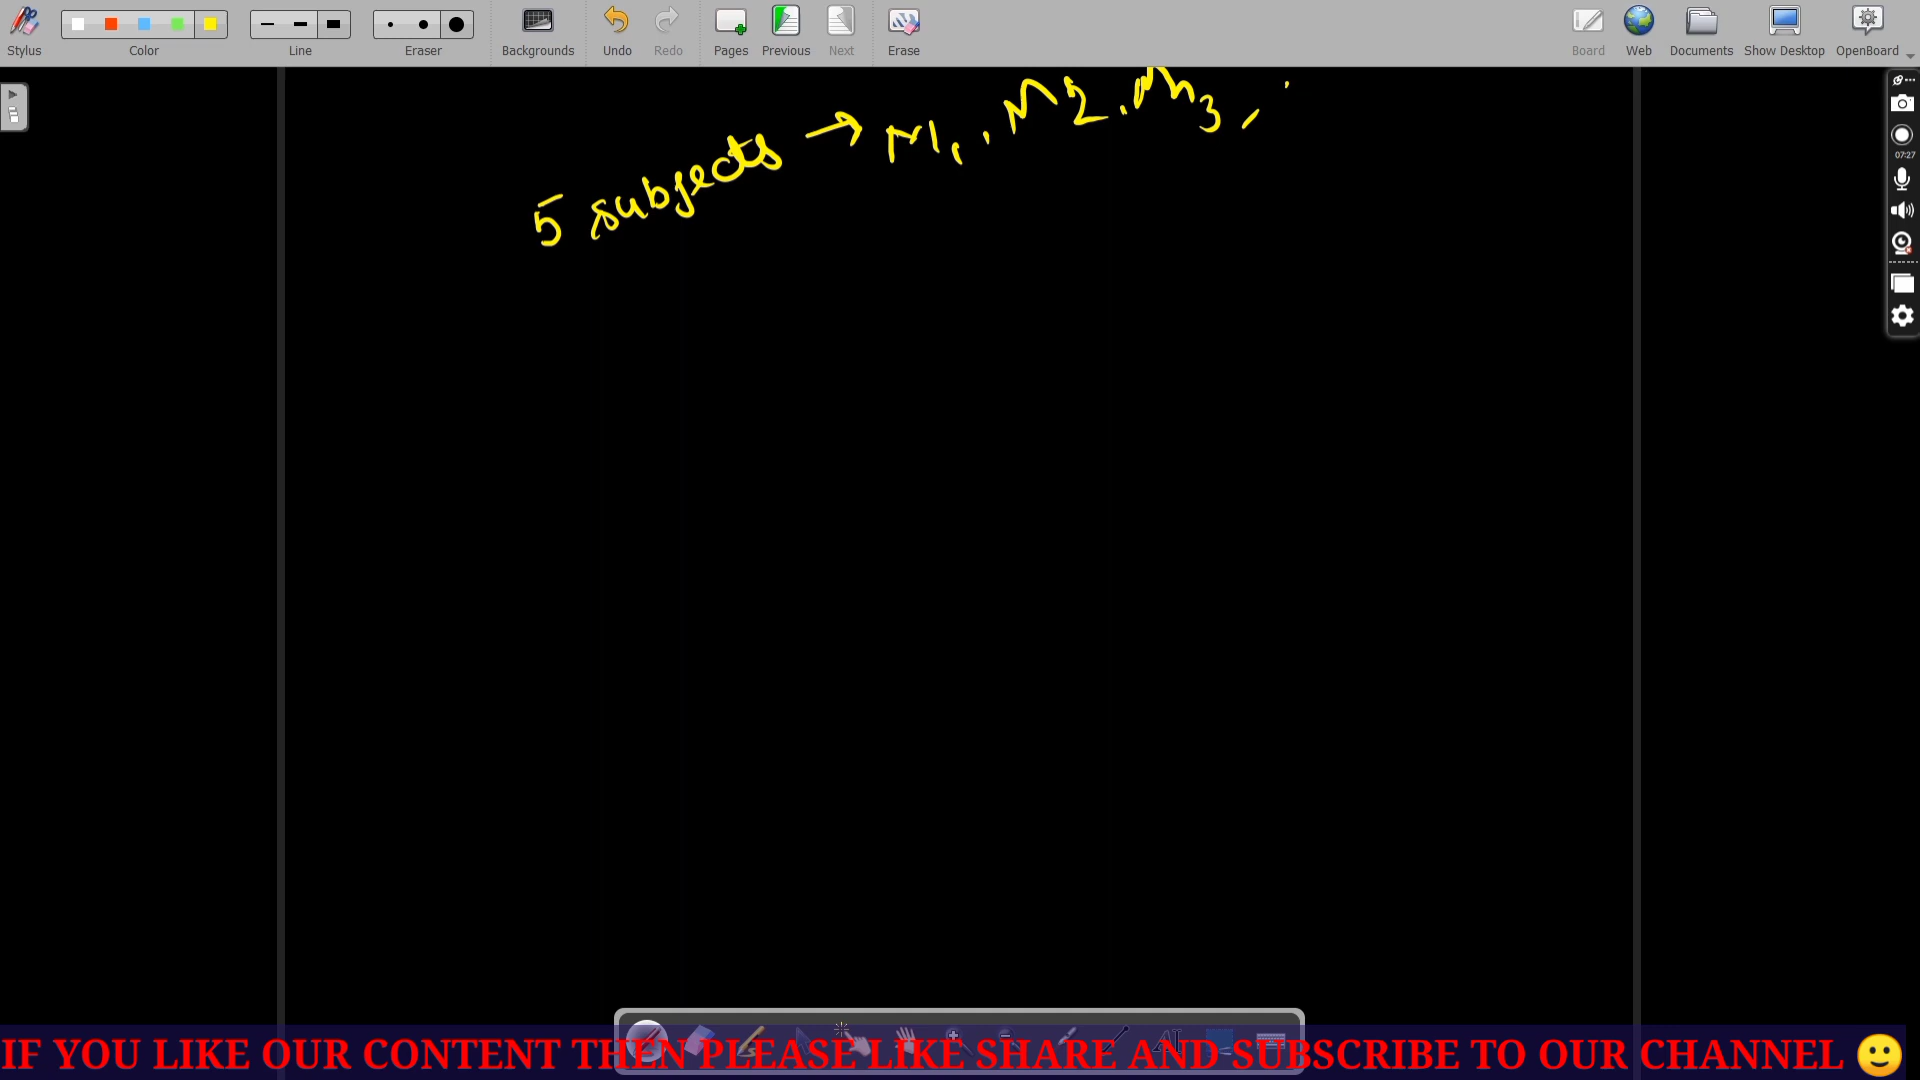 Stylus Color Line Eraser Backgrounds Undo Redo Pages Previous Next Erase Board Web Documents Show Desktop OpenBoard
07:27
5 subjects → M1, M2, M3,
IF YOU LIKE OUR CONTENT THEN PLEASE LIKE SHARE AND SUBSCRIBE TO OUR CHANNEL 🙂